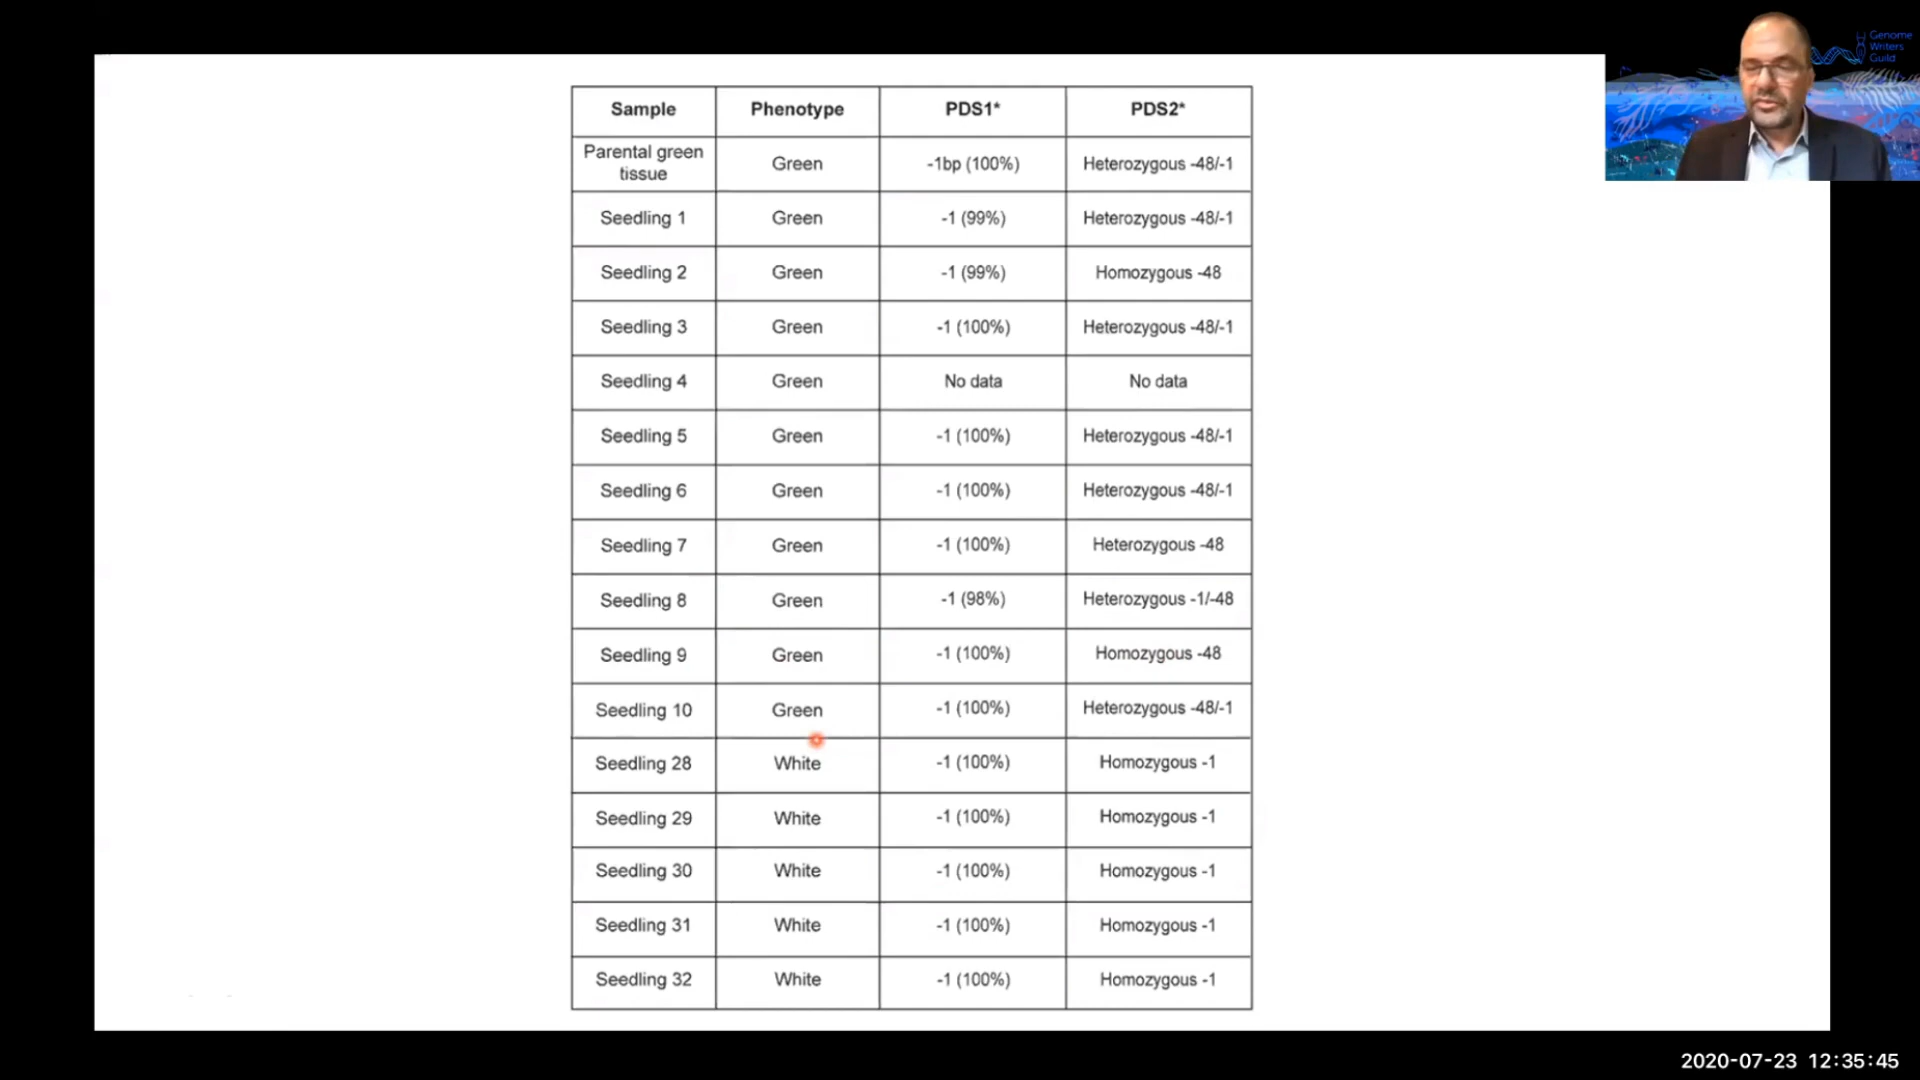 Genome
Writers
Guild
Sample Phenotype PDS1* PDS2*
Parental green
tissue Green -1bp (100%) Heterozygous -48/-1
Seedling 1 Green -1 (99%) Heterozygous -48/-1
Seedling 2 Green -1 (99%) Homozygous -48
Seedling 3 Green -1 (100%) Heterozygous -48/-1
Seedling 4 Green No data No data
Seedling 5 Green -1 (100%) Heterozygous -48/-1
Seedling 6 Green -1 (100%) Heterozygous -48/-1
Seedling 7 Green -1 (100%) Heterozygous -48
Seedling 8 Green -1 (98%) Heterozygous -1/-48
Seedling 9 Green -1 (100%) Homozygous -48
Seedling 10 Green -1 (100%) Heterozygous -48/-1
Seedling 28 White -1 (100%) Homozygous -1
Seedling 29 White -1 (100%) Homozygous -1
Seedling 30 White -1 (100%) Homozygous -1
Seedling 31 White -1 (100%) Homozygous -1
Seedling 32 White -1 (100%) Homozygous -1
2020-07-23 12:35:45